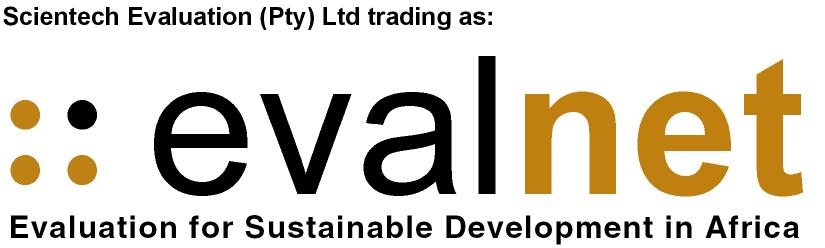 Scientech Evaluation (Pty) Ltd trading as:
evalnet
Evaluation for Sustainable Development in Africa